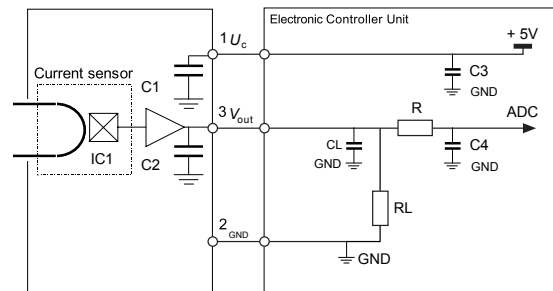 Electronic Controller Unit
1 Uc
+ 5V
Current sensor
C1
C3
GND
3 Vout
R
ADC
IC1
C2
CL
GND
C4
GND
RL
2 GND
GND